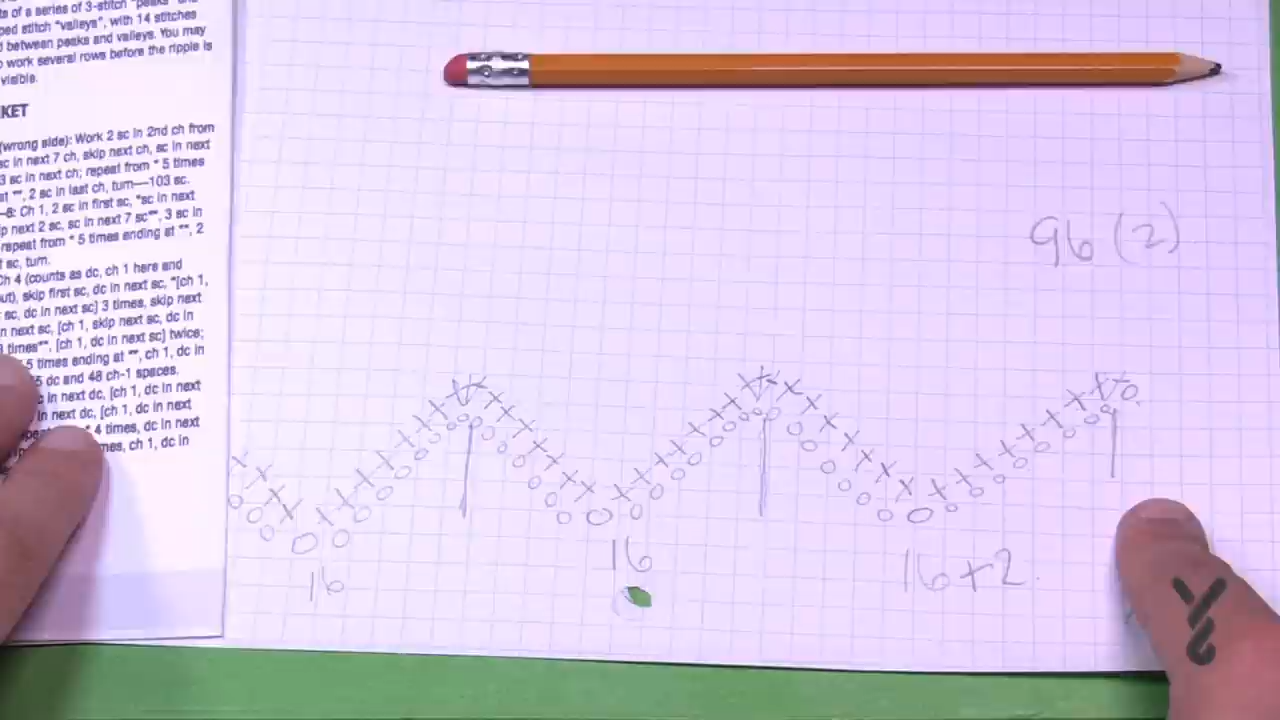 ts of a series of 3-stitch "peaks" and
ped stitch "valleys", with 14 stitches
d between peaks and valleys. You may
o work several rows before the ripple is
visible.
KET
(wrong side): Work 2 sc in 2nd ch from
sc in next 7 ch, skip next ch, sc in next
3 sc in next ch; repeat from * 5 times
at **, 2 sc in last ch, turn—103 sc.
–8: Ch 1, 2 sc in first sc, *sc in next
ip next 2 sc, sc in next 7 sc**, 3 sc in
repeat from * 5 times ending at **, 2
t sc, turn.
Ch 4 (counts as dc, ch 1 here and
out), skip first sc, dc in next sc, *[ch 1,
sc, dc in next sc] 3 times, skip next
n next sc, [ch 1, skip next sc, dc in
3 times**, [ch 1, dc in next sc] twice;
5 times ending at **, ch 1, dc in
5 dc and 48 ch-1 spaces.
c in next dc, [ch 1, dc in next
in next dc, [ch 1, dc in next
* 4 times, dc in next
mes, ch 1, dc in
96 (2)
16
16
16+2